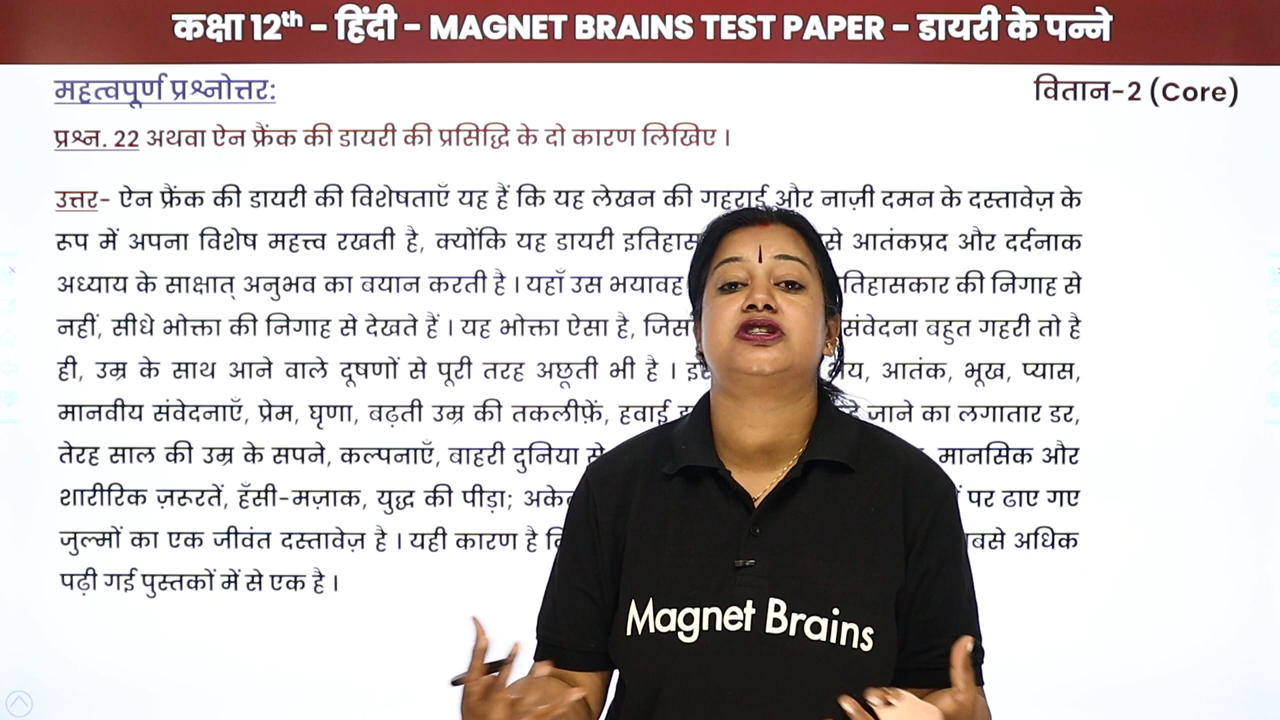 कक्षा 12th - हिंदी - MAGNET BRAINS TEST PAPER - डायरी के पन्ने
महत्वपूर्ण प्रश्नोत्तर:
वितान-2 (Core)
प्रश्न. 22 अथवा ऐन फ्रैंक की डायरी की प्रसिद्धि के दो कारण लिखिए ।
उत्तर- ऐन फ्रैंक की डायरी की विशेषताएँ यह हैं कि यह लेखन की गहराई और नाज़ी दमन के दस्तावेज़ के
रूप में अपना विशेष महत्त्व रखती है, क्योंकि यह डायरी इतिहास से आतंकप्रद और दर्दनाक
अध्याय के साक्षात् अनुभव का बयान करती है । यहाँ उस भयावह की निगाह से
नहीं, सीधे भोक्ता की निगाह से देखते हैं । यह भोक्ता ऐसा है, संवेदना बहुत गहरी तो है
ही, उम्र के साथ आने वाले दूषणों से पूरी तरह अछूती भी है । आतंक, भूख, प्यास,
मानवीय संवेदनाएँ, प्रेम, घृणा, बढ़ती उम्र की तकलीफ़ें, हवाई जाने का लगातार डर,
तेरह साल की उम्र के सपने, कल्पनाएँ, बाहरी दुनिया से मानसिक और
शारीरिक ज़रूरतें, हँसी-मज़ाक, युद्ध की पीड़ा; पर ढाए गए
जुल्मों का एक जीवंत दस्तावेज़ है । यही कारण है अधिक
पढ़ी गई पुस्तकों में से एक है ।
Magnet Brains